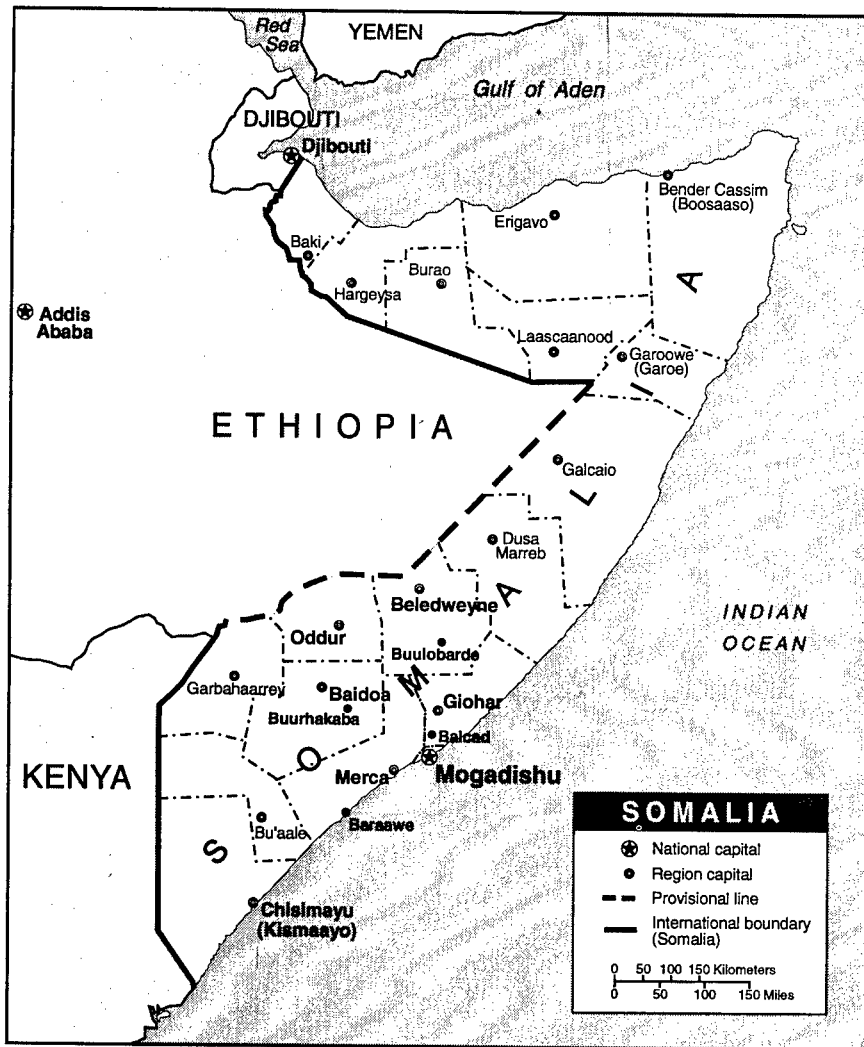 Red
Sea
YEMEN
Gulf of Aden
DJIBOUTI
Djibouti
Bender Cassim
(Boosaaso)
Erigavo
Baki
Burao
Hargeysa
Addis
Ababa
Laascaanood
Garoowe
(Garoe)
ETHIOPIA
Galcaio
Dusa
Marreb
SOMALIA
Beledweyne
INDIAN
OCEAN
Oddur
Buulobarde
Garbahaarrey
Baidoa
Buurhakaba
Giohar
Balcad
KENYA
Merca
Mogadishu
Bu'aale
Baraawe
Chisimayu
(Kismaayo)
SOMALIA
National capital
Region capital
Provisional line
International boundary
(Somalia)
0 50 100 150 Kilometers
0 50 100 150 Miles